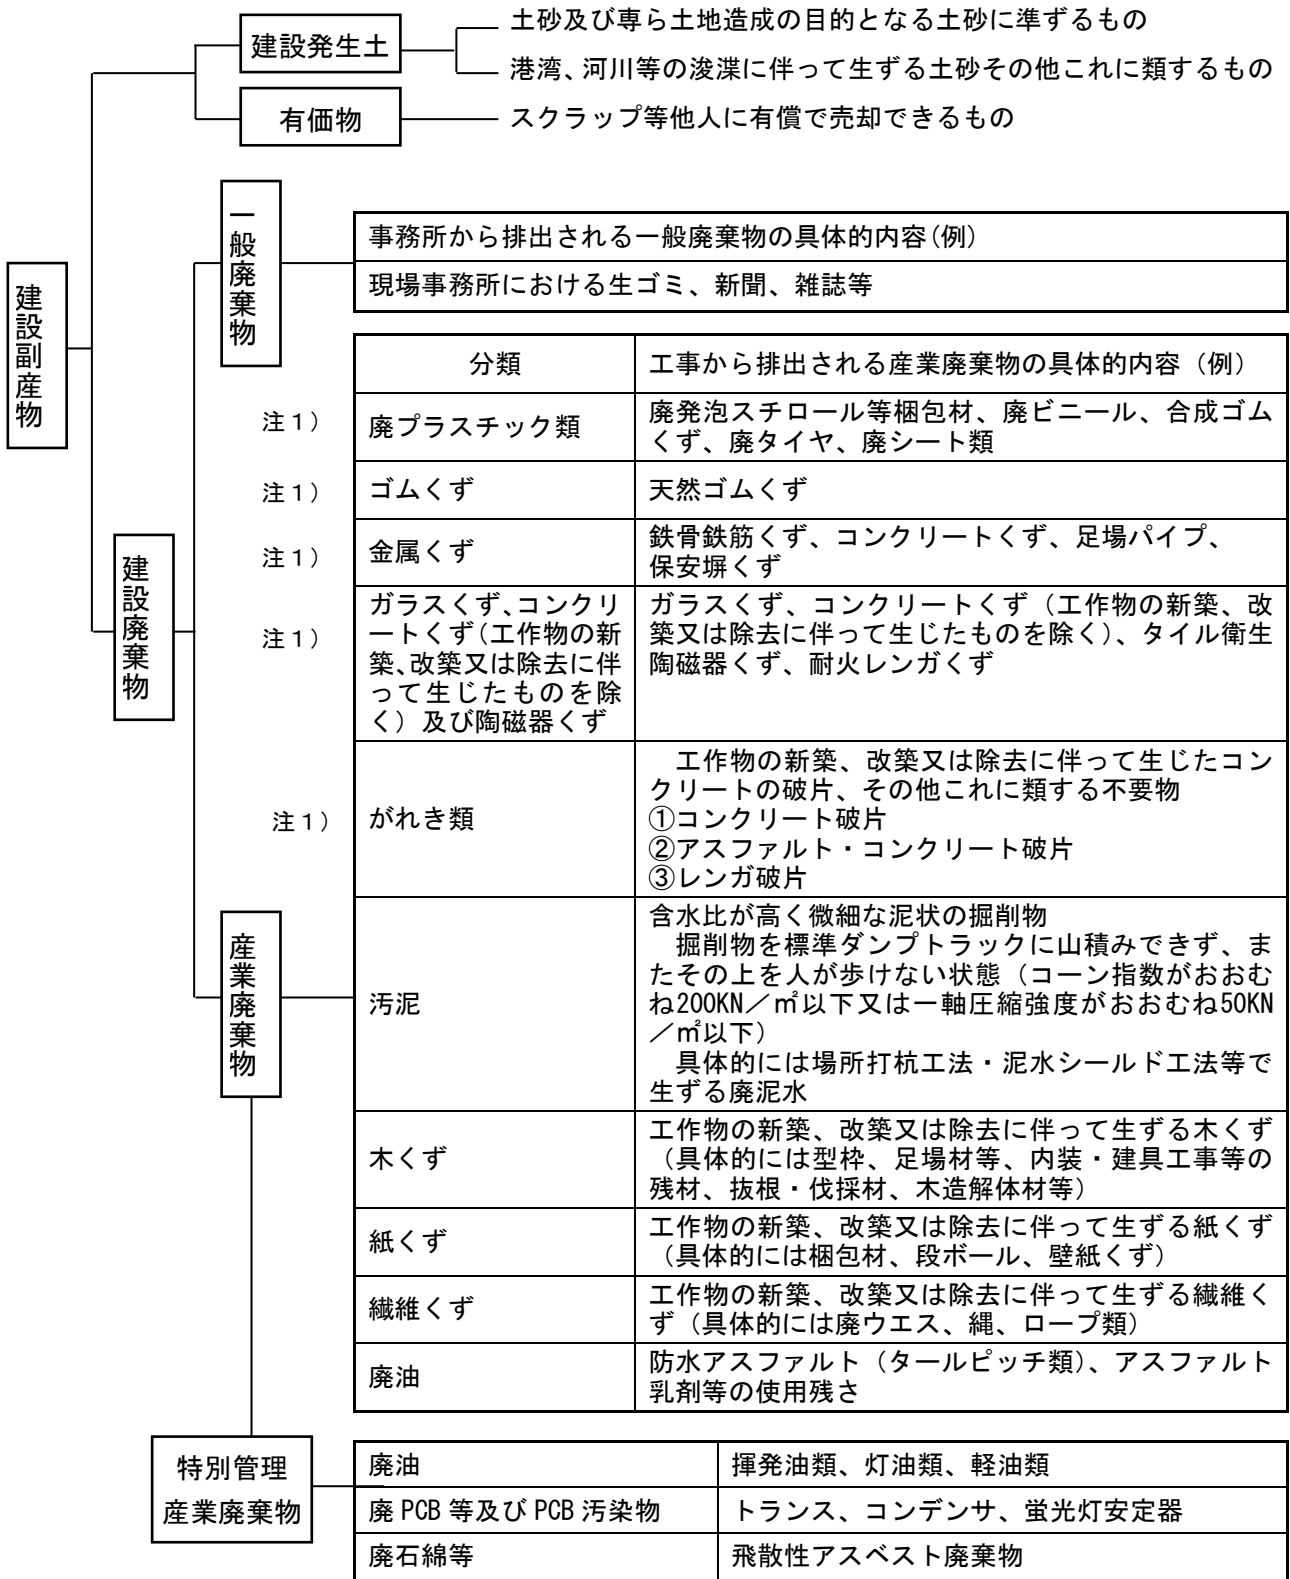 建設発生土
土砂及び専ら土地造成の目的となる土砂に準ずるもの
港湾、河川等の浚渫に伴って生ずる土砂その他これに類するもの
有価物
スクラップ等他人に有償で売却できるもの
建設副産物
一般廃棄物
事務所から排出される一般廃棄物の具体的内容(例)
現場事務所における生ゴミ、新聞、雑誌等
建設廃棄物
分類
工事から排出される産業廃棄物の具体的内容（例）
注１）
廃プラスチック類
廃発泡スチロール等梱包材、廃ビニール、合成ゴム
くず、廃タイヤ、廃シート類
注１）
ゴムくず
天然ゴムくず
注１）
金属くず
鉄骨鉄筋くず、コンクリートくず、足場パイプ、
保安塀くず
注１）
ガラスくず、コンクリ
ートくず(工作物の新
築、改築又は除去に伴
って生じたものを除
く）及び陶磁器くず
ガラスくず、コンクリートくず（工作物の新築、改
築又は除去に伴って生じたものを除く）、タイル衛生
陶磁器くず、耐火レンガくず
注１）
がれき類
工作物の新築、改築又は除去に伴って生じたコン
クリートの破片、その他これに類する不要物
①コンクリート破片
②アスファルト・コンクリート破片
③レンガ破片
産業廃棄物
汚泥
含水比が高く微細な泥状の掘削物
掘削物を標準ダンプトラックに山積みできず、ま
たその上を人が歩けない状態（コーン指数がおおむ
ね200KN／㎡以下又は一軸圧縮強度がおおむね50KN
／㎡以下）
具体的には場所打杭工法・泥水シールド工法等で
生ずる廃泥水
木くず
工作物の新築、改築又は除去に伴って生ずる木くず
（具体的には型枠、足場材等、内装・建具工事等の
残材、抜根・伐採材、木造解体材等）
紙くず
工作物の新築、改築又は除去に伴って生ずる紙くず
（具体的には梱包材、段ボール、壁紙くず）
繊維くず
工作物の新築、改築又は除去に伴って生ずる繊維く
ず（具体的には廃ウエス、縄、ロープ類）
廃油
防水アスファルト（タールピッチ類）、アスファルト
乳剤等の使用残さ
特別管理
産業廃棄物
廃油
揮発油類、灯油類、軽油類
廃 PCB 等及び PCB 汚染物
トランス、コンデンサ、蛍光灯安定器
廃石綿等
飛散性アスベスト廃棄物